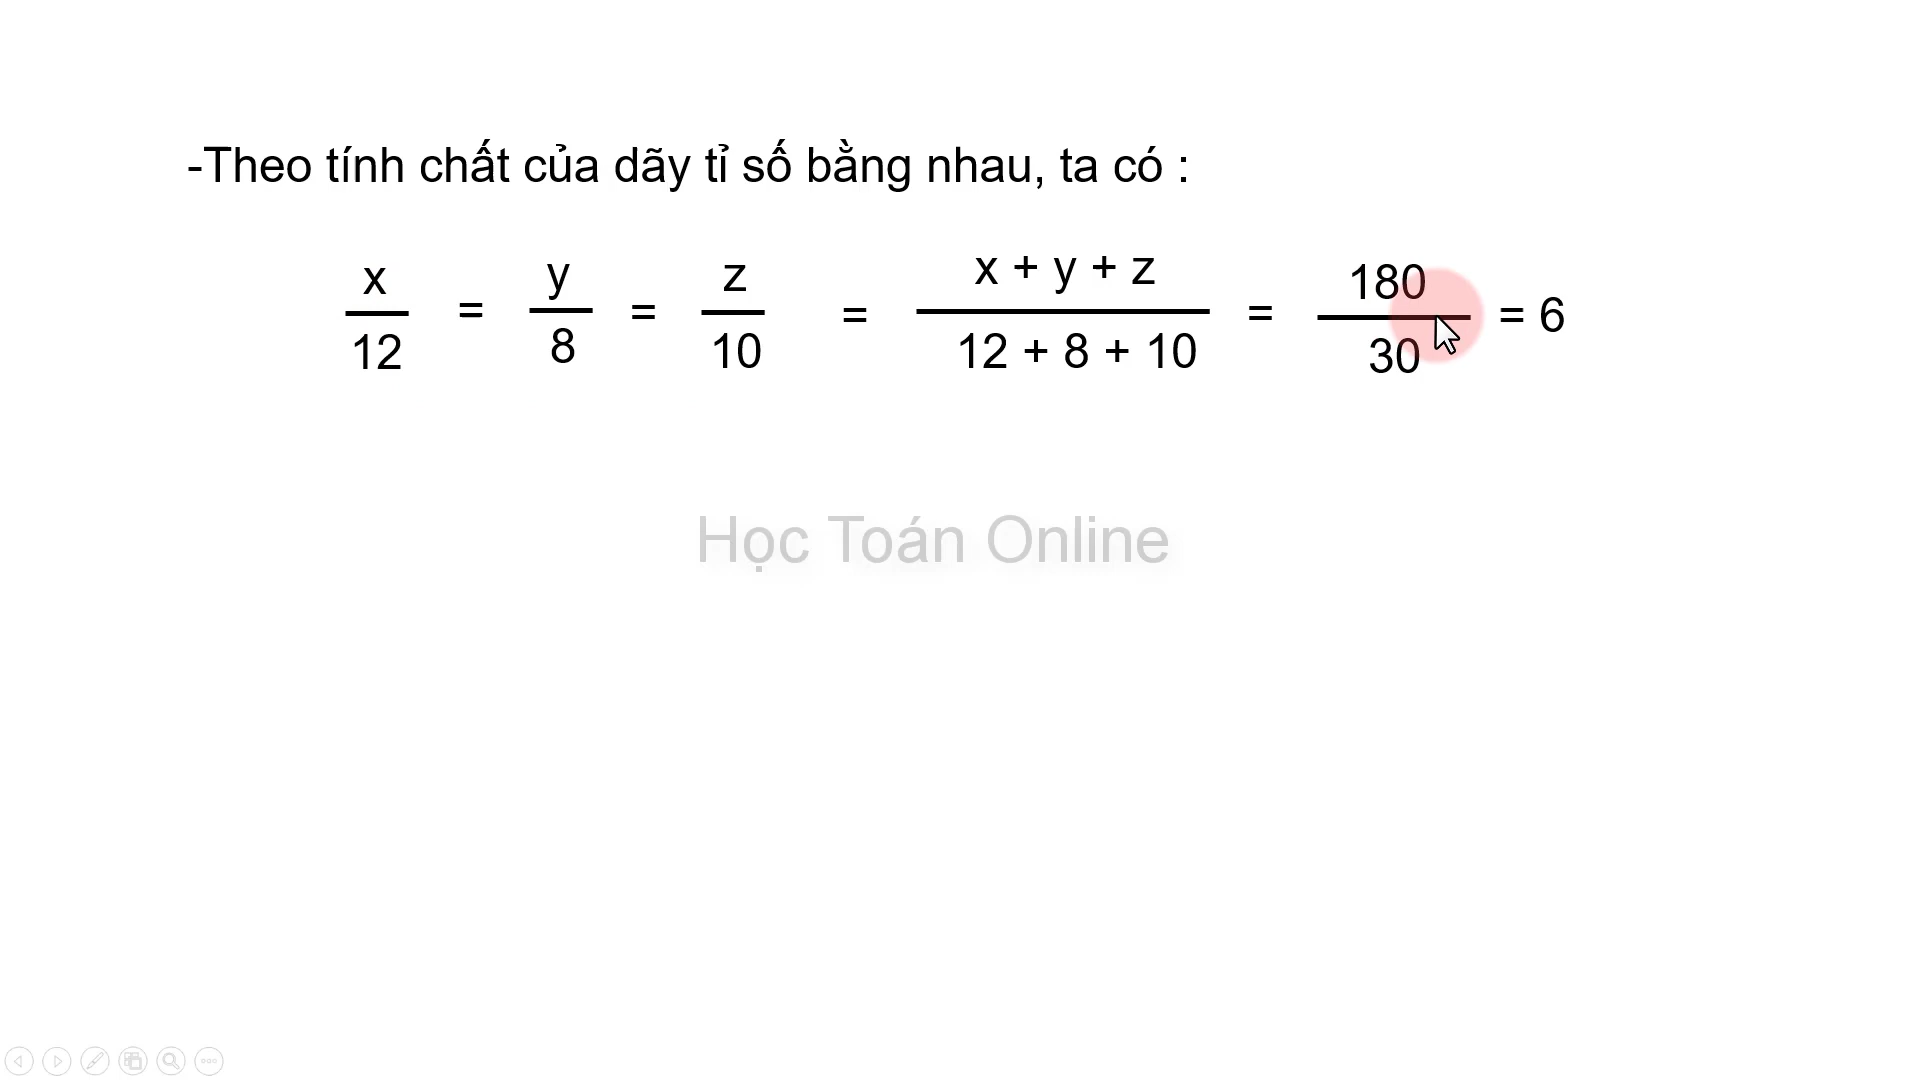 -Theo tính chất của dãy tỉ số bằng nhau, ta có :
x/12 = y/8 = z/10 = (x + y + z)/(12 + 8 + 10) = 180/30 = 6
Học Toán Online